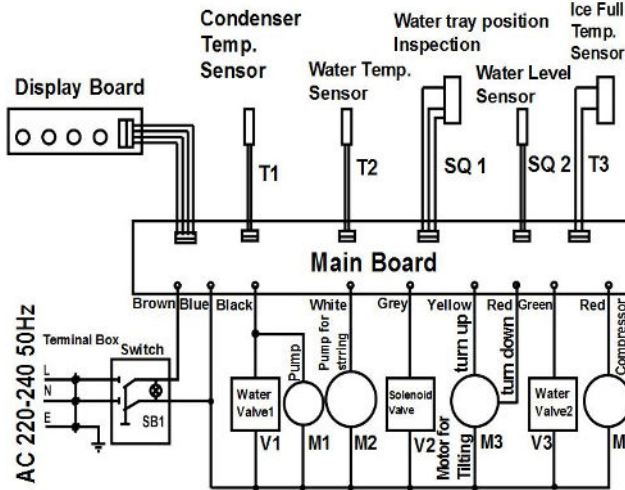 Condenser
Temp.
Sensor
Water tray position
Inspection
Ice Full
Temp.
Sensor
Display Board
Water Temp.
Sensor
Water Level
Sensor
T1
T2
SQ 1
SQ 2
T3
Main Board
Brown
Blue
Black
White
Grey
Yellow
Red
Green
Red
AC 220-240 50Hz
Terminal Box
Switch
L
N
E
SB1
Pump
Pump for
strring
turn up
turn down
Compressor
Water
Valve1
Solenoid
Valve
Water
Valve2
V1
M1
M2
V2
Motor for
Tilting
M3
V3
M